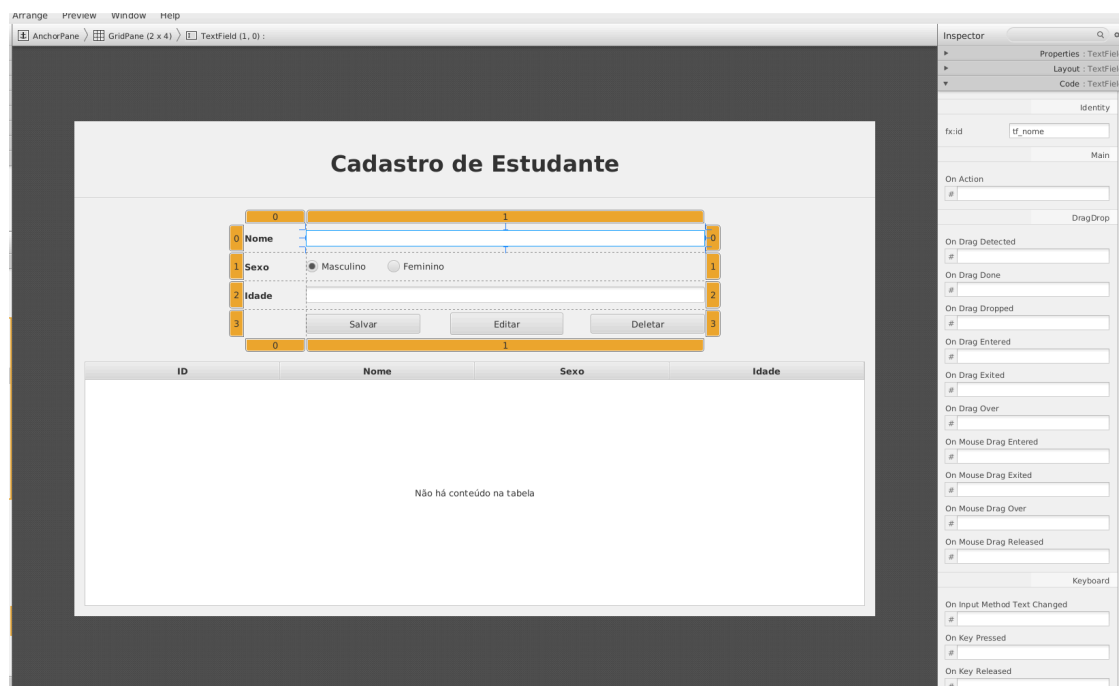 Arrange Preview Window Help
AnchorPane GridPane (2 x 4) TextField (1, 0) :
Inspector
Properties : TextFiel
Layout : TextFiel
Code : TextFiel
Identity
fx:id tf_nome
Main
On Action
#
DragDrop
On Drag Detected
#
On Drag Done
#
On Drag Dropped
#
On Drag Entered
#
On Drag Exited
#
On Drag Over
#
On Mouse Drag Entered
#
On Mouse Drag Exited
#
On Mouse Drag Over
#
On Mouse Drag Released
#
Keyboard
On Input Method Text Changed
#
On Key Pressed
#
On Key Released
#
Cadastro de Estudante
0 1
0 Nome 0
1 Sexo Masculino Feminino 1
2 Idade 2
3 Salvar Editar Deletar 3
0 1
ID Nome Sexo Idade
Não há conteúdo na tabela